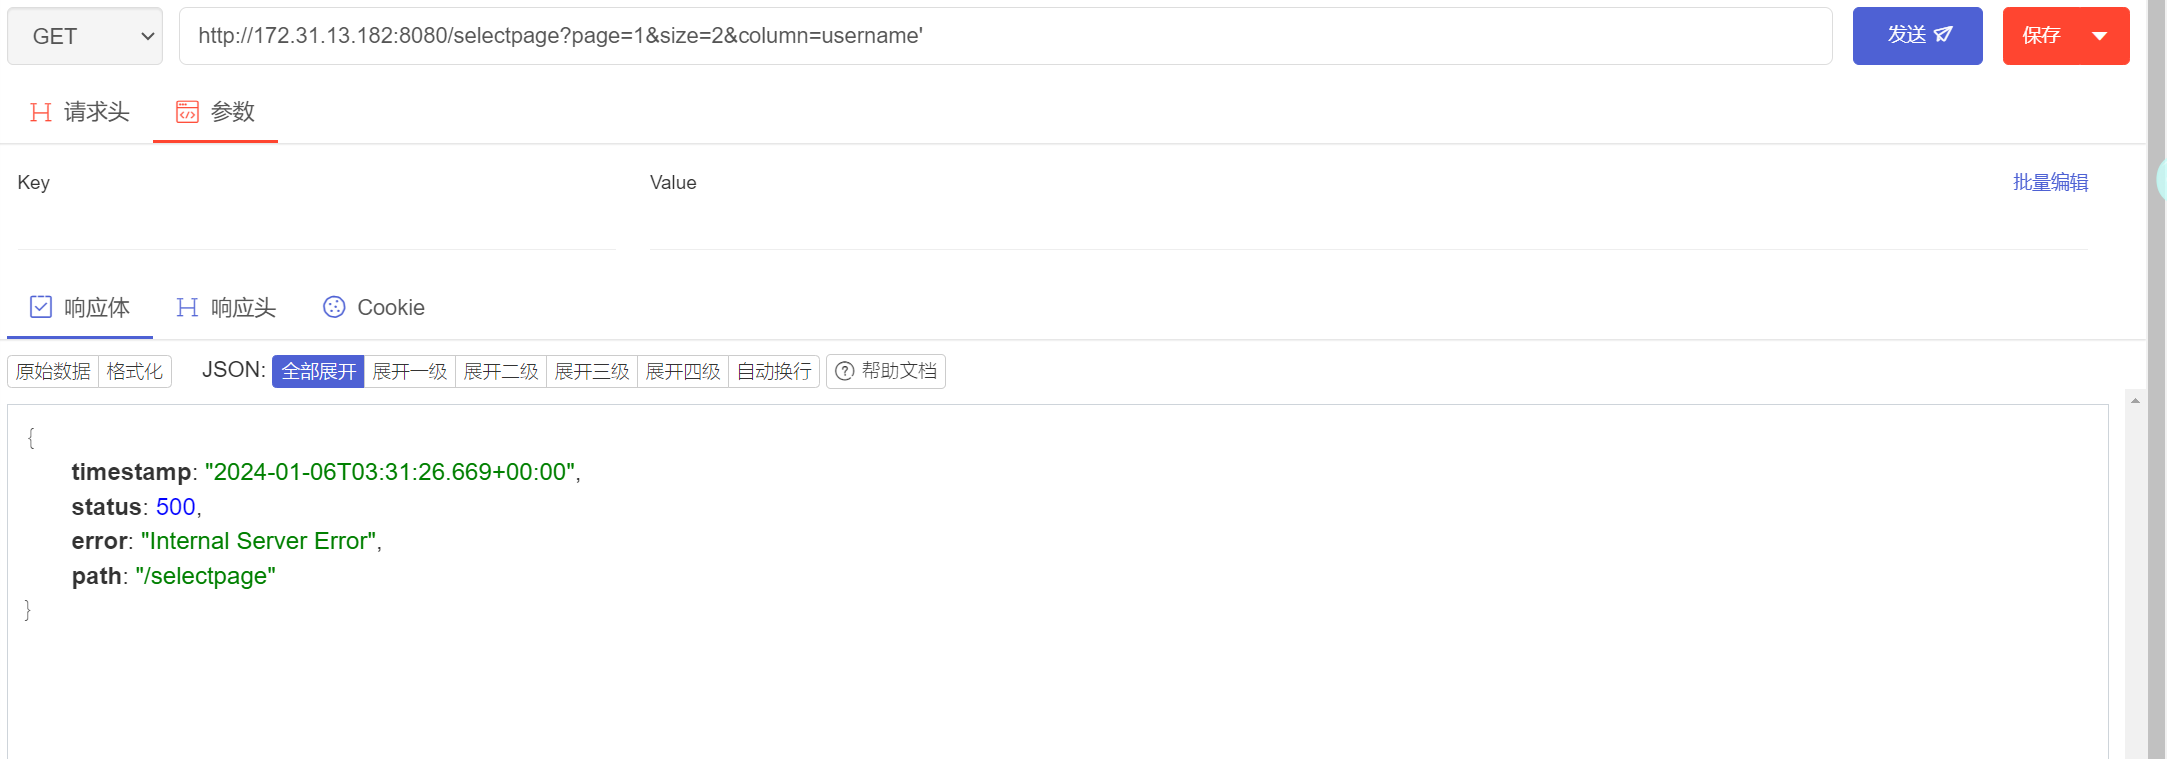 GET http://172.31.13.182:8080/selectpage?page=1&size=2&column=username' 发送 保存
请求头 参数
Key Value 批量编辑
响应体 响应头 Cookie
原始数据 格式化 JSON: 全部展开 展开一级 展开二级 展开三级 展开四级 自动换行 帮助文档
{
timestamp: "2024-01-06T03:31:26.669+00:00",
status: 500,
error: "Internal Server Error",
path: "/selectpage"
}